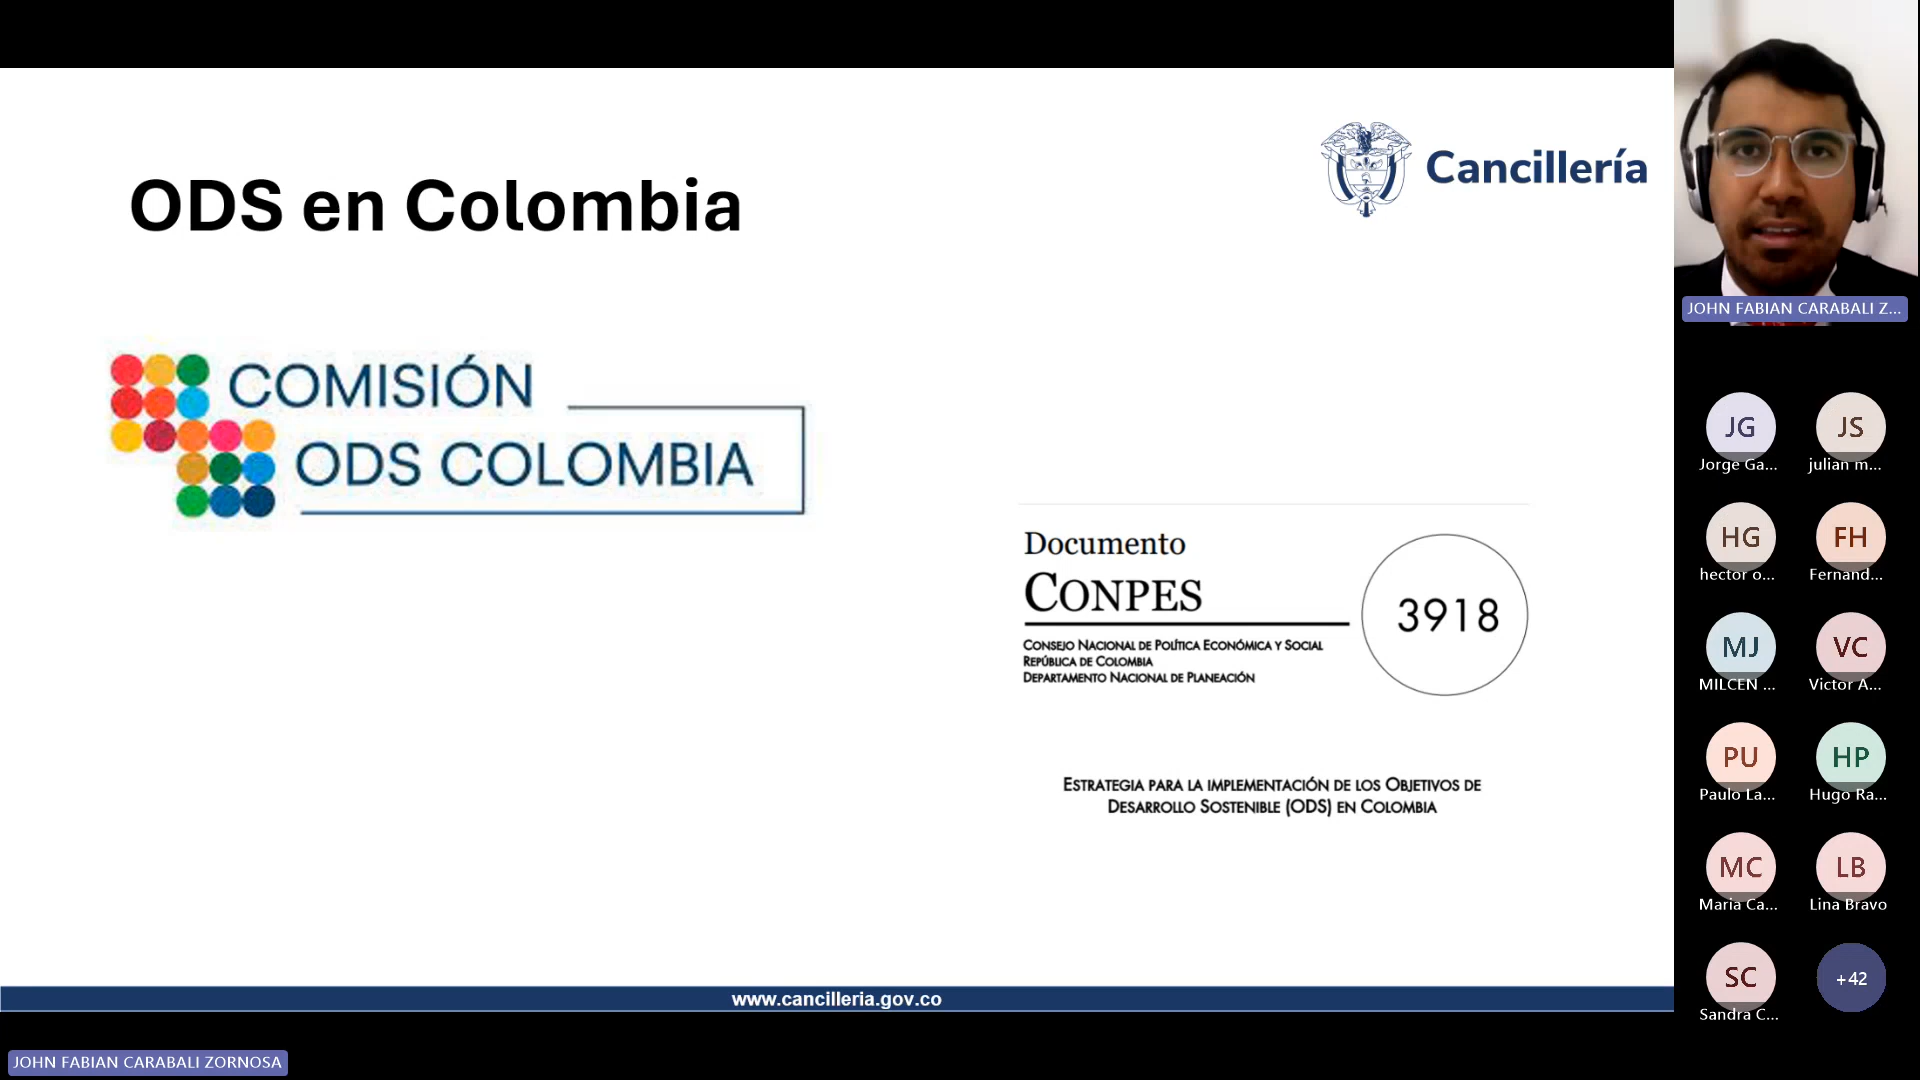 ODS en Colombia
Cancillería
COMISIÓN
ODS COLOMBIA
Documento
CONPES
3918
CONSEJO NACIONAL DE POLÍTICA ECONÓMICA Y SOCIAL
REPÚBLICA DE COLOMBIA
DEPARTAMENTO NACIONAL DE PLANEACIÓN
ESTRATEGIA PARA LA IMPLEMENTACIÓN DE LOS OBJETIVOS DE
DESARROLLO SOSTENIBLE (ODS) EN COLOMBIA
www.cancilleria.gov.co
JOHN FABIAN CARABALI ZORNOSA
JOHN FABIAN CARABALI Z...
JG
Jorge Ga...
JS
julian m...
HG
hector o...
FH
Fernand...
MJ
MILCEN ...
VC
Victor A...
PU
Paulo La...
HP
Hugo Ra...
MC
Maria Ca...
LB
Lina Bravo
SC
Sandra C...
+42